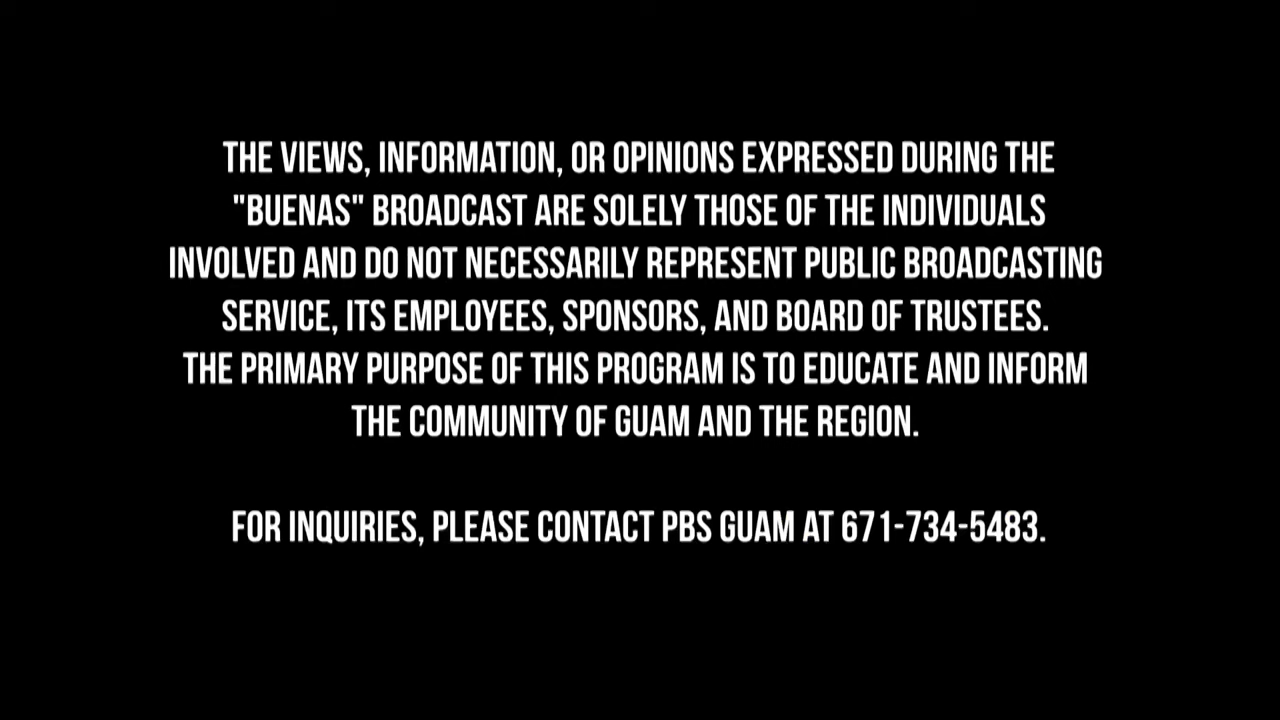 THE VIEWS, INFORMATION, OR OPINIONS EXPRESSED DURING THE
"BUENAS" BROADCAST ARE SOLELY THOSE OF THE INDIVIDUALS
INVOLVED AND DO NOT NECESSARILY REPRESENT PUBLIC BROADCASTING
SERVICE, ITS EMPLOYEES, SPONSORS, AND BOARD OF TRUSTEES.
THE PRIMARY PURPOSE OF THIS PROGRAM IS TO EDUCATE AND INFORM
THE COMMUNITY OF GUAM AND THE REGION.
FOR INQUIRIES, PLEASE CONTACT PBS GUAM AT 671-734-5483.